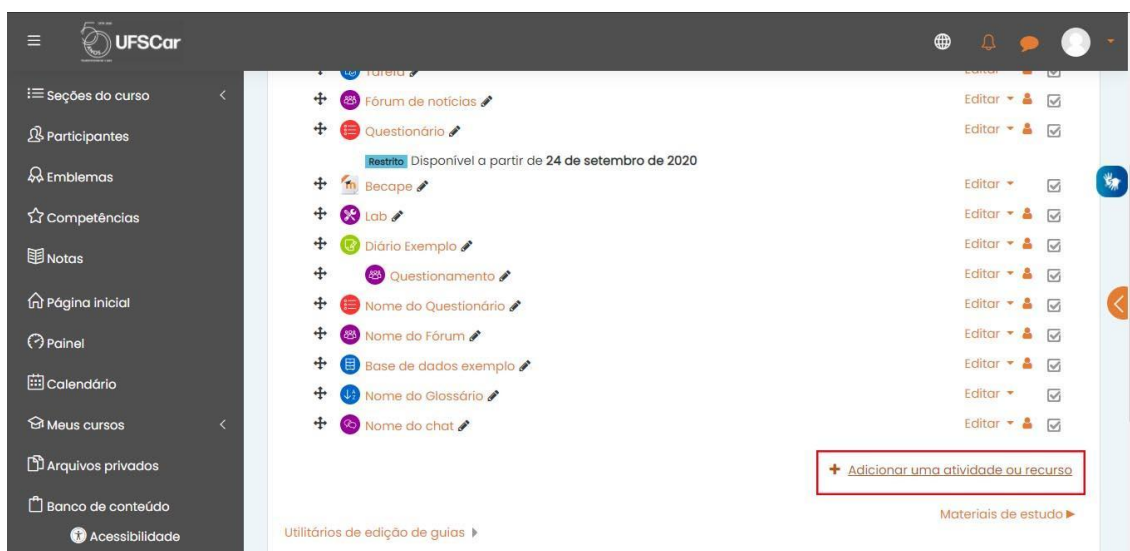 UFSCar
Seções do curso
Participantes
Emblemas
Competências
Notas
Página inicial
Painel
Calendário
Meus cursos
Arquivos privados
Banco de conteúdo
Acessibilidade
Tarefa
Editar
Fórum de notícias Editar
Questionário Editar
Restrito Disponível a partir de 24 de setembro de 2020
Becape Editar
Lab Editar
Diário Exemplo Editar
Questionamento Editar
Nome do Questionário Editar
Nome do Fórum Editar
Base de dados exemplo Editar
Nome do Glossário Editar
Nome do chat Editar
+ Adicionar uma atividade ou recurso
Materiais de estudo
Utilitários de edição de guias